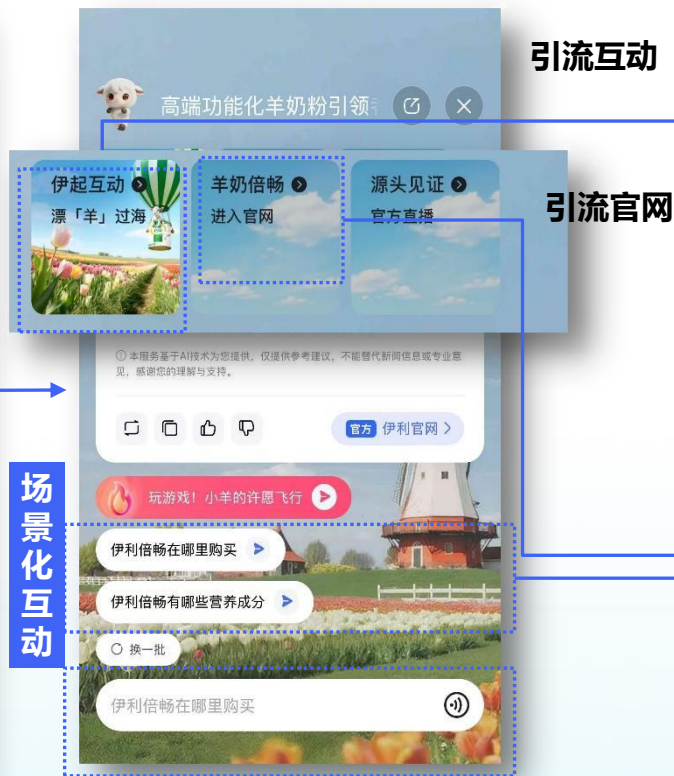 引流互动
高端功能化羊奶粉引领
伊起互动
漂「羊」过海
羊奶倍畅
进入官网
源头见证
官方直播
引流官网
本服务基于AI技术为您提供，仅提供参考建议，不能替代新闻信息或专业意
见，感谢您的理解与支持。
官方 伊利官网
玩游戏！小羊的许愿飞行
场景化互动
伊利倍畅在哪里购买
伊利倍畅有哪些营养成分
换一批
伊利倍畅在哪里购买